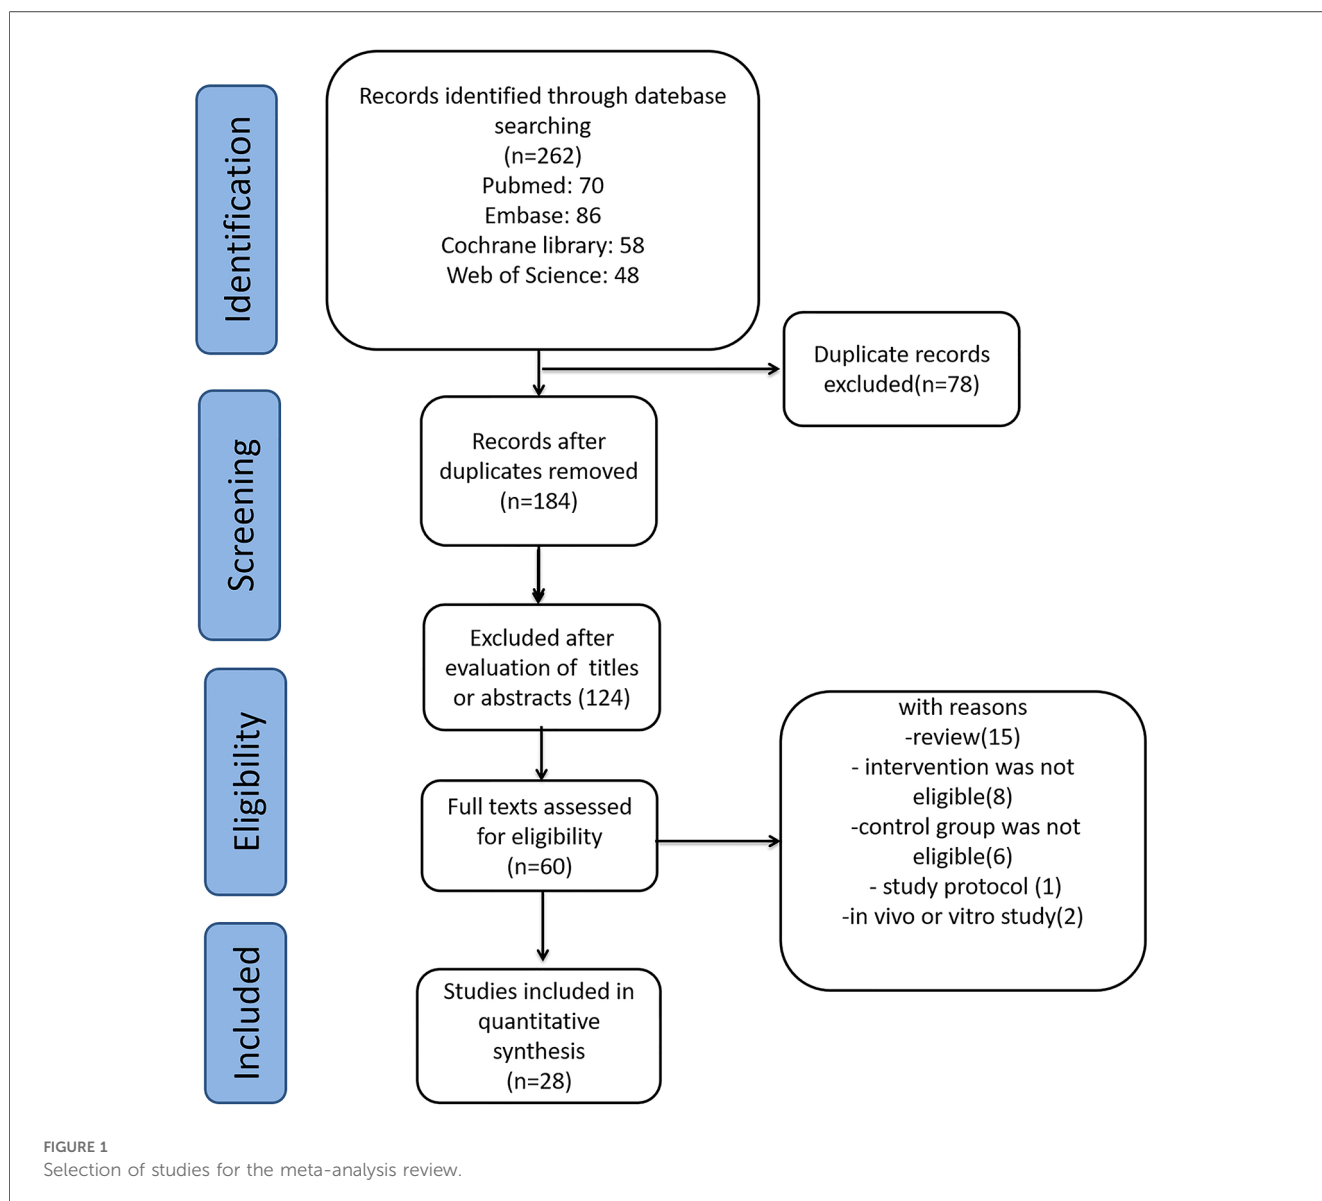 Identification
Records identified through datebase
searching
(n=262)
Pubmed: 70
Embase: 86
Cochrane library: 58
Web of Science: 48
Duplicate records
excluded(n=78)
Screening
Records after
duplicates removed
(n=184)
Excluded after
evaluation of titles
or abstracts (124)
Eligibility
Full texts assessed
for eligibility
(n=60)
with reasons
-review(15)
- intervention was not
eligible(8)
-control group was not
eligible(6)
- study protocol (1)
-in vivo or vitro study(2)
Included
Studies included in
quantitative
synthesis
(n=28)
FIGURE 1
Selection of studies for the meta-analysis review.